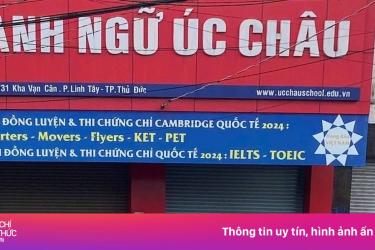 ANH NGỮ ÚC CHÂU
31 Kha Vạn Cân . P. Linh Tây - TP. Thủ Đức
www.ucchauschool.edu.vn
ĐỒNG LUYỆN & THI CHỨNG CHỈ CAMBRIDGE QUỐC TẾ 2024 :
rters - Movers - Flyers - KET - PET
ĐỒNG LUYỆN & THI CHỨNG CHỈ QUỐC TẾ 2024 : IELTS - TOEIC
CHÍ
THỨC
Thông tin uy tín, hình ảnh ấn